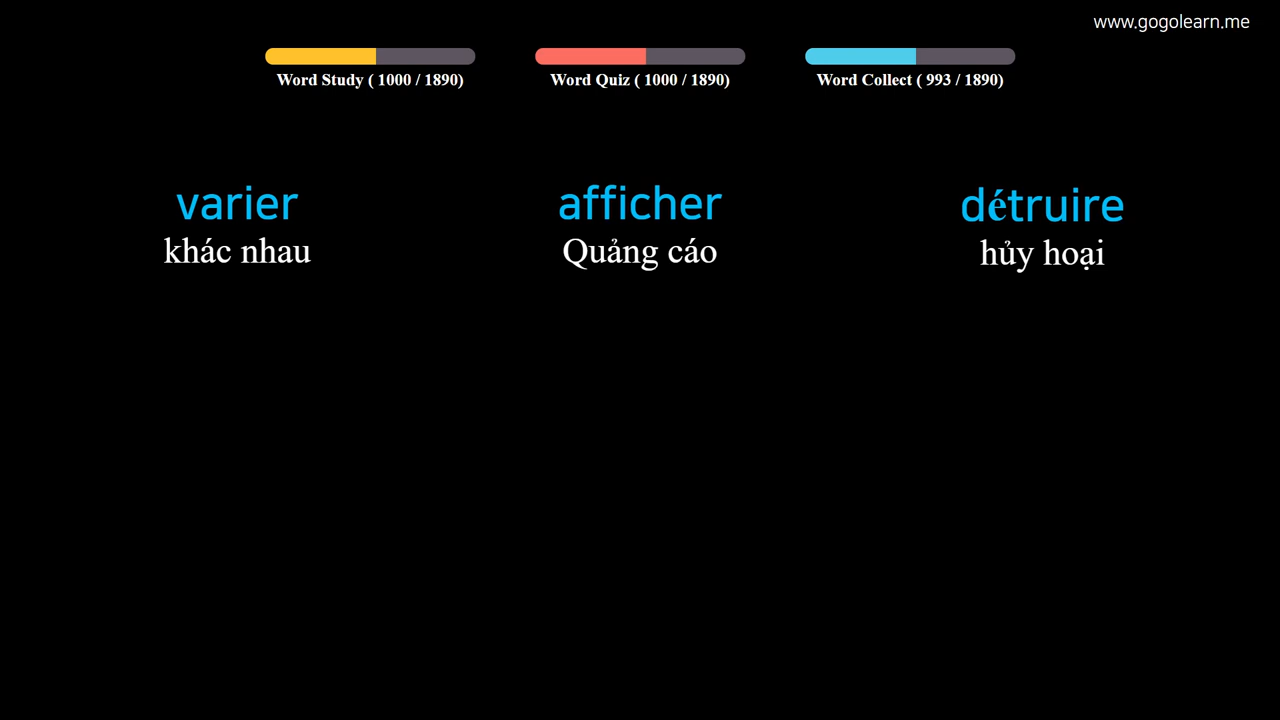 www.gogolearn.me
Word Study ( 1000 / 1890)
Word Quiz ( 1000 / 1890)
Word Collect ( 993 / 1890)
varier
khác nhau
afficher
Quảng cáo
détruire
hủy hoại